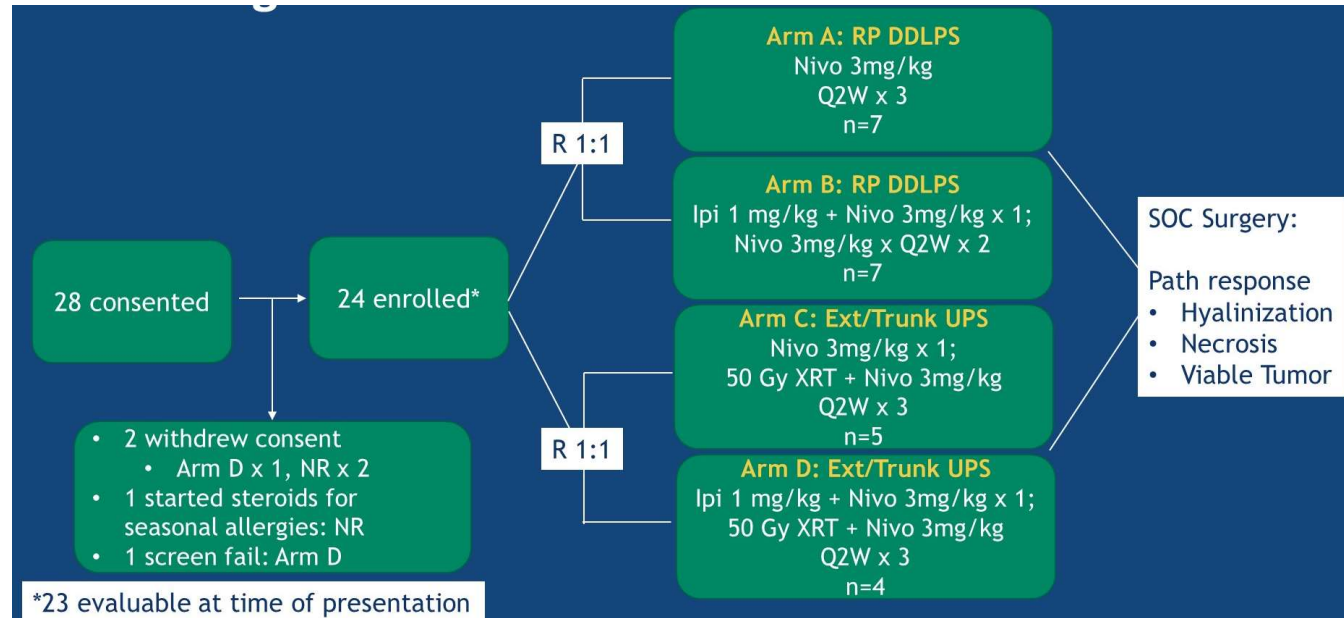 28 consented
24 enrolled*
• 2 withdrew consent
• Arm D x 1, NR x 2
• 1 started steroids for
seasonal allergies: NR
• 1 screen fail: Arm D
*23 evaluable at time of presentation
R 1:1
R 1:1
Arm A: RP DDLPS
Nivo 3mg/kg
Q2W x 3
n=7
Arm B: RP DDLPS
Ipi 1 mg/kg + Nivo 3mg/kg x 1;
Nivo 3mg/kg x Q2W x 2
n=7
Arm C: Ext/Trunk UPS
Nivo 3mg/kg x 1;
50 Gy XRT + Nivo 3mg/kg
Q2W x 3
n=5
Arm D: Ext/Trunk UPS
Ipi 1 mg/kg + Nivo 3mg/kg x 1;
50 Gy XRT + Nivo 3mg/kg
Q2W x 3
n=4
SOC Surgery:
Path response
• Hyalinization
• Necrosis
• Viable Tumor